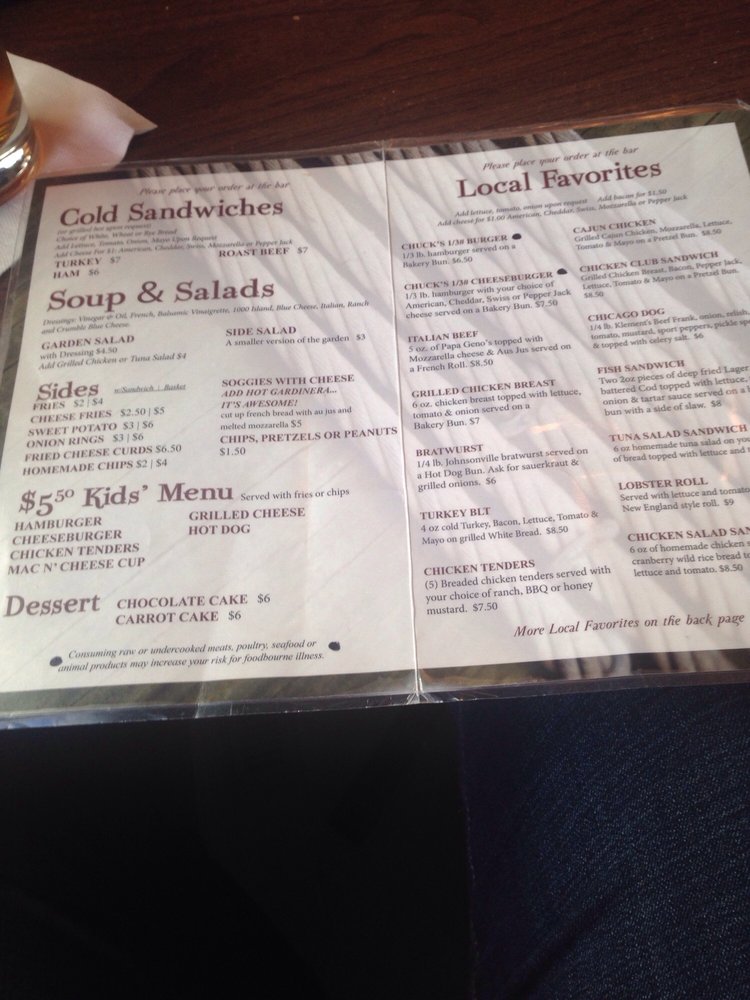 Please place your order at the bar
Cold Sandwiches
(or grilled hot upon request)
Choice of White, Wheat or Rye Bread
Add Lettuce, Tomato, Onion, Mayo Upon Request
Add Cheese For $1: American, Cheddar, Swiss, Mozzarella or Pepper Jack
TURKEY $7
ROAST BEEF $7
HAM $6
Soup & Salads
Dressings, Vinegar & Oil, French, Balsamic Vinaigrette, 1000 Island, Blue Cheese, Italian, Ranch
and Crumble Blue Cheese.
GARDEN SALAD
with Dressing $4.50
Add Grilled Chicken or Tuna Salad $4
SIDE SALAD
A smaller version of the garden $3
Sides w/Sandwich | Basket
FRIES $2 | $4
CHEESE FRIES $2.50 | $5
SWEET POTATO $3 | $6
ONION RINGS $3 | $6
FRIED CHEESE CURDS $6.50
HOMEMADE CHIPS $2 | $4
SOGGIES WITH CHEESE
ADD HOT GARDINERA...
IT'S AWESOME!
cut up french bread with au jus and
melted mozzarella $5
CHIPS, PRETZELS OR PEANUTS
$1.50
$5.50 Kids' Menu Served with fries or chips
HAMBURGER
CHEESEBURGER
CHICKEN TENDERS
MAC N' CHEESE CUP
GRILLED CHEESE
HOT DOG
Dessert
CHOCOLATE CAKE $6
CARROT CAKE $6
Consuming raw or undercooked meats, poultry, seafood or
animal products may increase your risk for foodbourne illness.
Please place your order at the bar
Local Favorites
Add lettuce, tomato, onion upon request Add bacon for $1.50
Add cheese for $1.00 American, Cheddar, Swiss, Mozzarella or Pepper Jack
CHUCK'S 1/3# BURGER
1/3 lb. hamburger served on a
Bakery Bun. $6.50
CHUCK'S 1/3# CHEESEBURGER
1/3 lb. hamburger with your choice of
American, Cheddar, Swiss or Pepper Jack
cheese served on a Bakery Bun. $7.50
ITALIAN BEEF
5 oz. of Papa Geno's topped with
Mozzarella cheese & Aus Jus served on
a French Roll. $8.50
GRILLED CHICKEN BREAST
6 oz. chicken breast topped with lettuce,
tomato & onion served on a
Bakery Bun. $7
BRATWURST
1/4 lb. Johnsonville bratwurst served on
a Hot Dog Bun. Ask for sauerkraut &
grilled onions. $6
TURKEY BLT
4 oz cold Turkey, Bacon, Lettuce, Tomato &
Mayo on grilled White Bread. $8.50
CHICKEN TENDERS
(5) Breaded chicken tenders served with
your choice of ranch, BBQ or honey
mustard. $7.50
CAJUN CHICKEN
Grilled Cajun Chicken, Mozzarella, Lettuce,
Tomato & Mayo on a Pretzel Bun. $8.50
CHICKEN CLUB SANDWICH
Grilled Chicken Breast, Bacon, Pepper Jack,
Lettuce, Tomato & Mayo on a Pretzel Bun.
$8.50
CHICAGO DOG
1/4 lb. Klement's Beef Frank, onion, relish,
tomato, mustard, sport peppers, pickle
& topped with celery salt. $6
FISH SANDWICH
Two 2oz pieces of deep fried Lager
battered Cod topped with lettuce,
onion & tartar sauce served on a
bun with a side of slaw. $8
TUNA SALAD SANDWICH
6 oz homemade tuna salad on
of bread topped with lettuce and
LOBSTER ROLL
Served with lettuce and tomato
New England style roll. $9
CHICKEN SALAD
6 oz of homemade chicken
cranberry wild rice bread
lettuce and tomato. $8.50
More Local Favorites on the back page